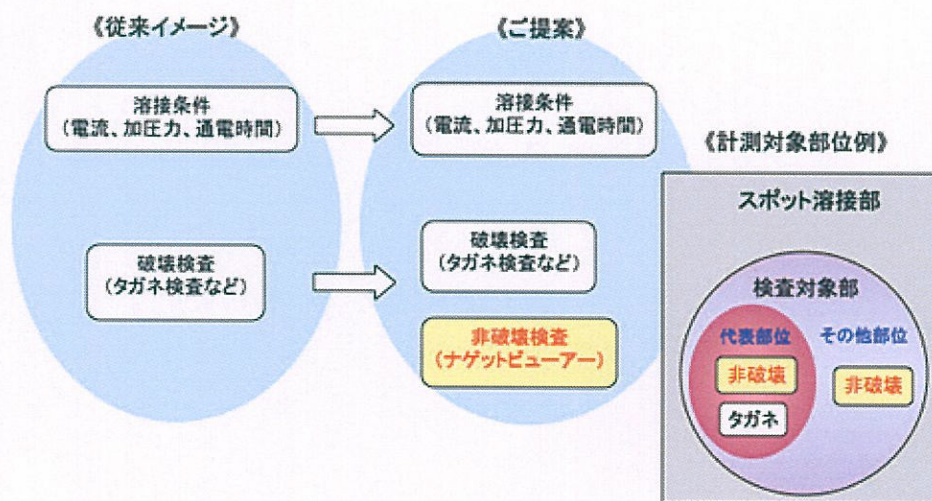 《従来イメージ》
溶接条件
(電流、加圧力、通電時間)
破壊検査
(タガネ検査など)
《ご提案》
溶接条件
(電流、加圧力、通電時間)
破壊検査
(タガネ検査など)
非破壊検査
(ナゲットビューアー)
《計測対象部位例》
スポット溶接部
検査対象部
代表部位
非破壊
タガネ
その他部位
非破壊